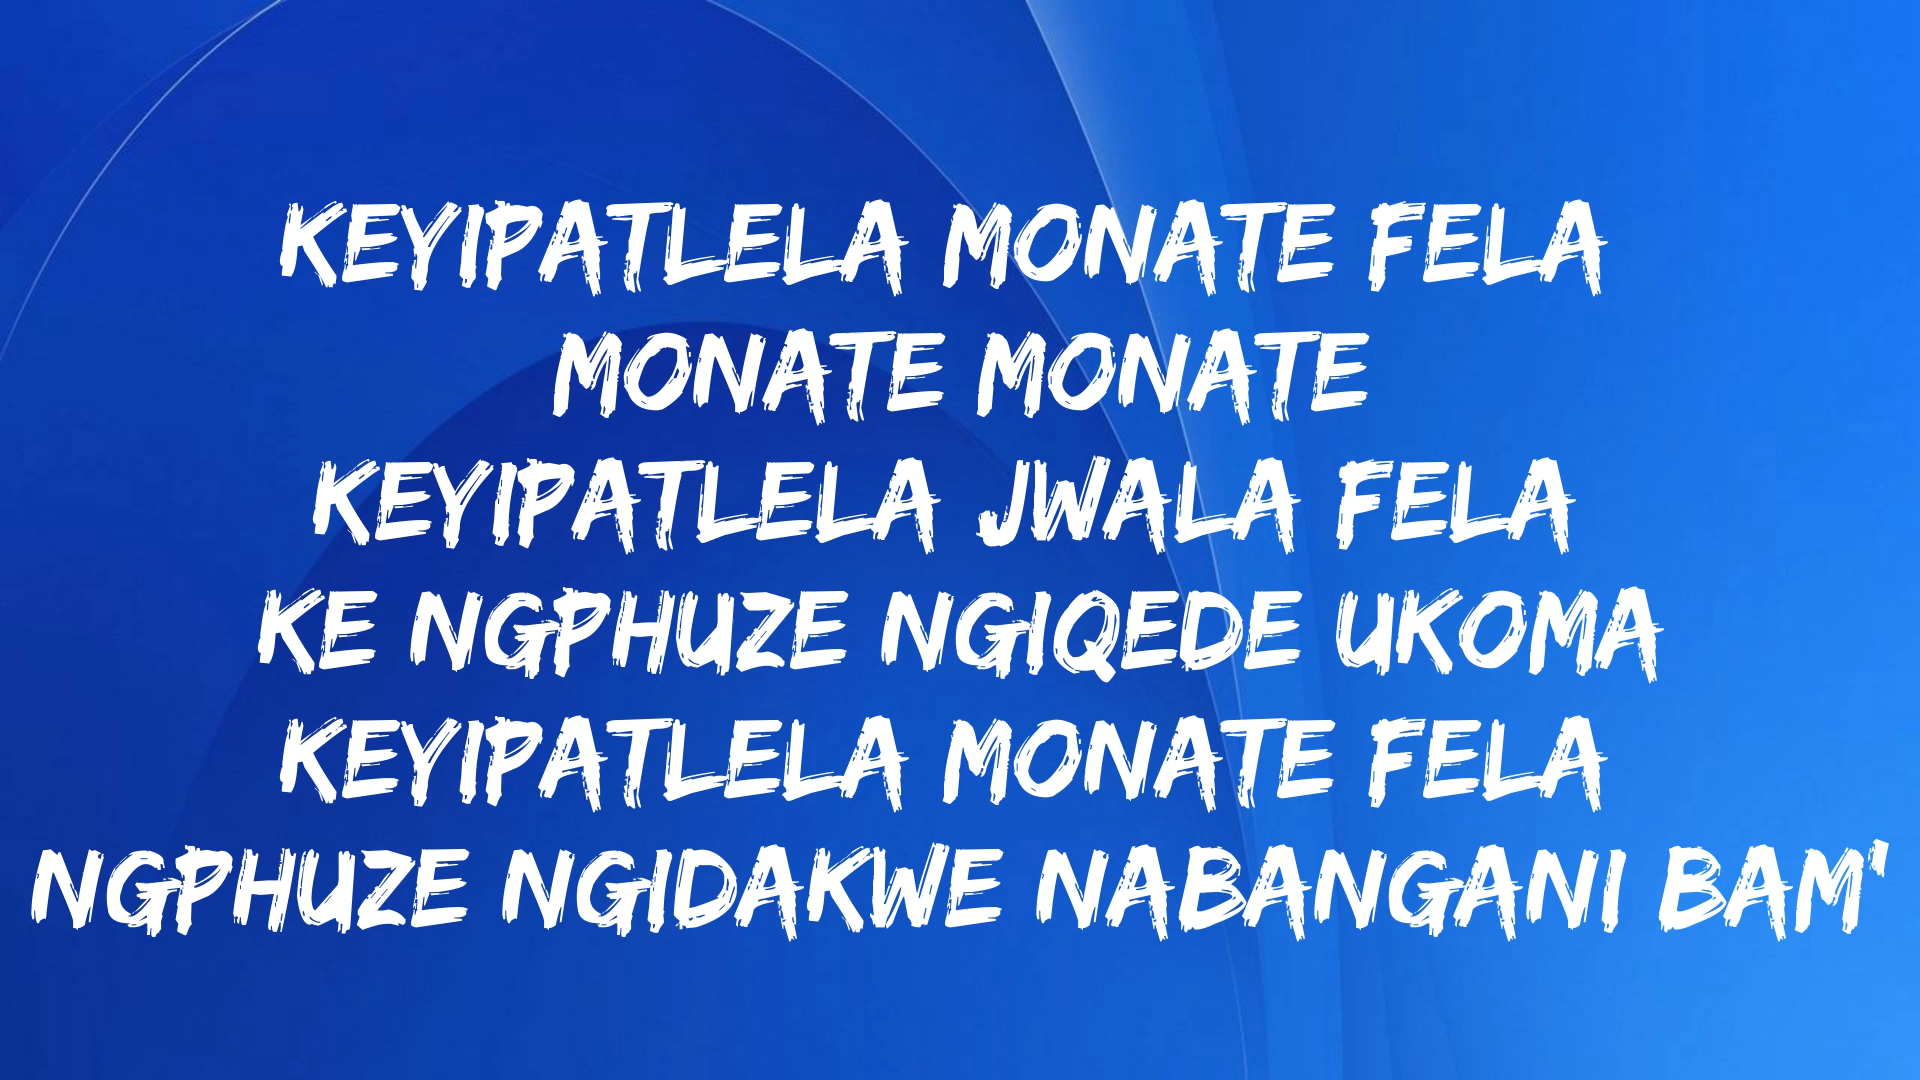 KEYIPATLELA MONATE FELA
MONATE MONATE
KEYIPATLELA JWALA FELA
KE NGPHUZE NGIQEDE UKOMA
KEYIPATLELA MONATE FELA
NGPHUZE NGIDAKWE NABANGANI BAM'